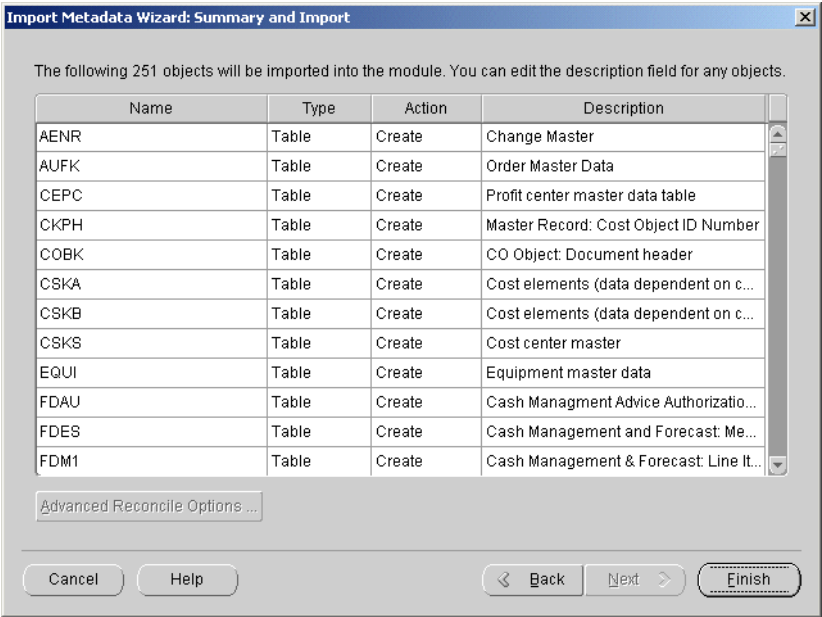 Import Metadata Wizard: Summary and Import
The following 251 objects will be imported into the module. You can edit the description field for any objects.
Name Type Action Description
AENR Table Create Change Master
AUFK Table Create Order Master Data
CEPC Table Create Profit center master data table
CKPH Table Create Master Record: Cost Object ID Number
COBK Table Create CO Object: Document header
CSKA Table Create Cost elements (data dependent on c...
CSKB Table Create Cost elements (data dependent on c...
CSKS Table Create Cost center master
EQUI Table Create Equipment master data
FDAU Table Create Cash Managment Advice Authorizatio...
FDES Table Create Cash Management and Forecast: Me...
FDM1 Table Create Cash Management & Forecast: Line It...
Advanced Reconcile Options ...
Cancel Help Back Next Finish